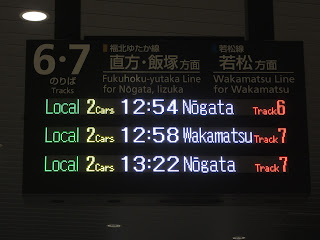 6・7
のりば
Tracks
福北ゆたか線
直方・飯塚方面
Fukuhoku-yutaka Line
for Nōgata, Iizuka
若松線
若松方面
Wakamatsu Line
for Wakamatsu
Local 2Cars 12:54 Nōgata Track6
Local 2Cars 12:58 Wakamatsu Track7
Local 2Cars 13:22 Nōgata Track7